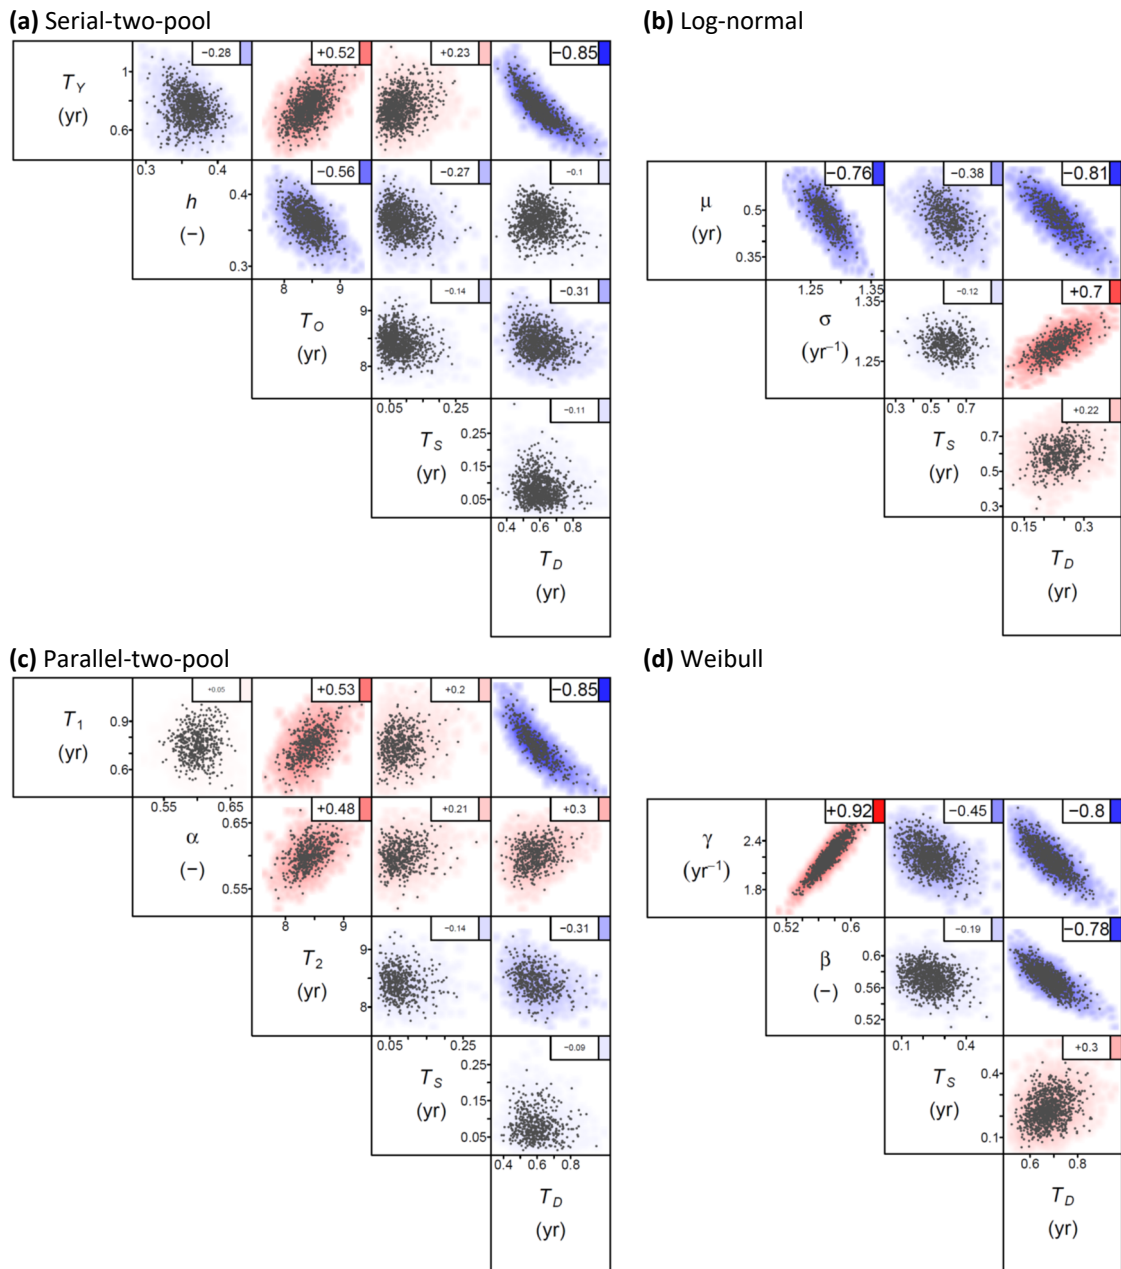 (a) Serial-two-pool
(b) Log-normal
−0.28
+0.52
+0.23
−0.85
T_Y
(yr)
1
0.6
0.3
0.4
−0.56
−0.27
−0.1
h
(−)
0.4
0.3
8
9
−0.14
−0.31
T_O
(yr)
9
8
0.05
0.25
−0.11
T_S
(yr)
0.25
0.15
0.05
0.4
0.6
0.8
T_D
(yr)
−0.76
−0.38
−0.81
μ
(yr)
0.5
0.35
1.25
1.35
−0.12
+0.7
σ
(yr⁻¹)
1.35
1.25
0.3
0.5
0.7
+0.22
T_S
(yr)
0.7
0.5
0.3
0.15
0.3
T_D
(yr)
(c) Parallel-two-pool
(d) Weibull
+0.05
+0.53
+0.2
−0.85
T_1
(yr)
0.9
0.6
0.55
0.65
+0.48
+0.21
+0.3
α
(−)
0.65
0.55
8
9
−0.14
−0.31
T_2
(yr)
9
8
0.05
0.25
−0.09
T_S
(yr)
0.25
0.15
0.05
0.4
0.6
0.8
T_D
(yr)
+0.92
−0.45
−0.8
γ
(yr⁻¹)
2.4
1.8
0.52
0.6
−0.19
−0.78
β
(−)
0.6
0.56
0.52
0.1
0.4
+0.3
T_S
(yr)
0.4
0.1
0.6
0.8
T_D
(yr)